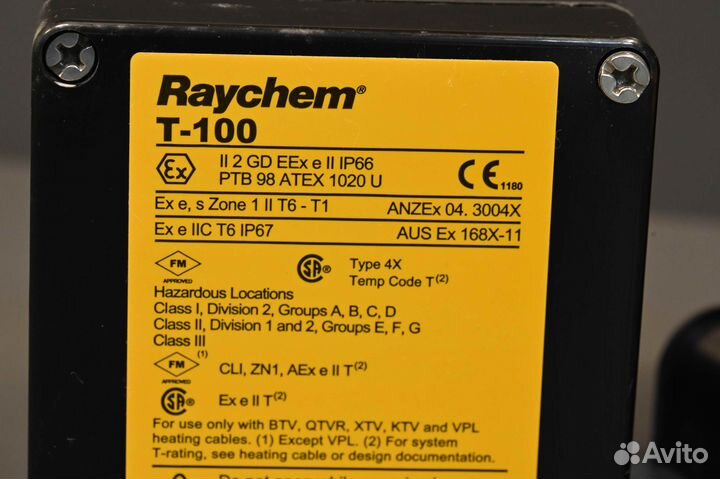 Raychem®
T-100
Ex
II 2 GD EEx e II IP66
PTB 98 ATEX 1020 U
CE 1180
Ex e, s Zone 1 II T6 - T1 ANZEx 04. 3004X
Ex e IIC T6 IP67 AUS Ex 168X-11
FM
APPROVED
SA
Type 4X
Temp Code T(2)
Hazardous Locations
Class I, Division 2, Groups A, B, C, D
Class II, Division 1 and 2, Groups E, F, G
Class III
(1)
FM
APPROVED
CLI, ZN1, AEx e II T(2)
SA
Ex e II T(2)
For use only with BTV, QTVR, XTV, KTV and VPL
heating cables. (1) Except VPL. (2) For system
T-rating, see heating cable or design documentation.
Avito